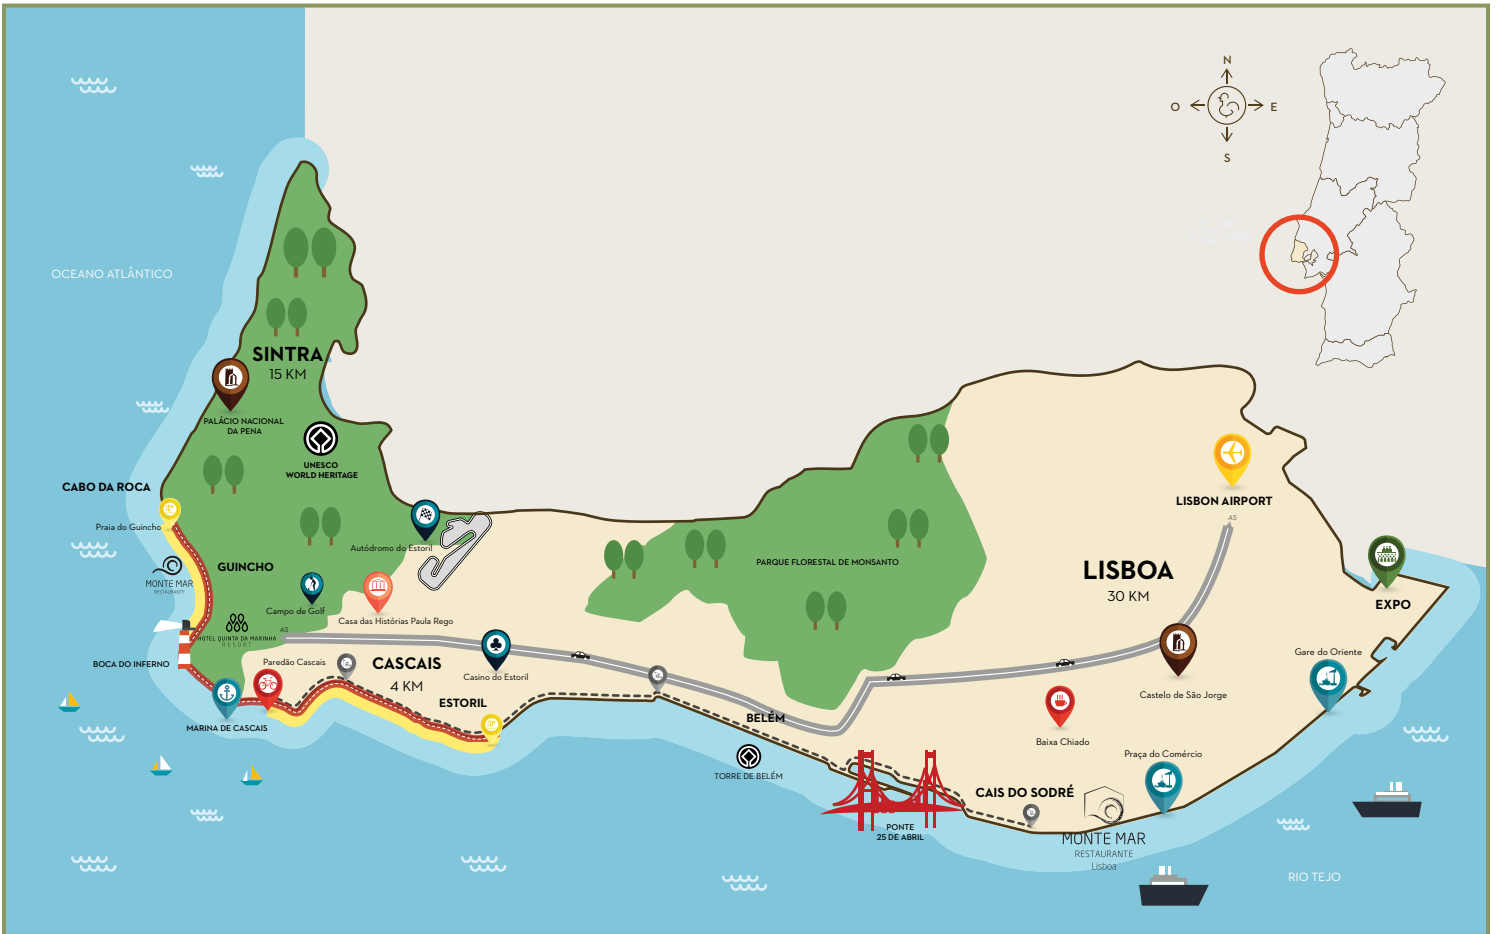 N
O
E
S
OCEANO ATLÂNTICO
SINTRA
15 KM
PALÁCIO NACIONAL
DA PENA
UNESCO
WORLD HERITAGE
CABO DA ROCA
Praia do Guincho
LISBON AIRPORT
A5
Autódromo do Estoril
PARQUE FLORESTAL DE MONSANTO
GUINCHO
LISBOA
30 KM
MONTE MAR
RESTAURANTE
EXPO
Campo de Golf
Casa das Histórias Paula Rego
A5
HOTEL QUINTA DA MARINHA
RESORT
BOCA DO INFERNO
Paredão Cascais
CASCAIS
4 KM
Casino do Estoril
Gare do Oriente
Castelo de São Jorge
ESTORIL
BELÉM
MARINA DE CASCAIS
Baixa Chiado
Praça do Comércio
TORRE DE BELÉM
CAIS DO SODRÉ
PONTE
25 DE ABRIL
MONTE MAR
RESTAURANTE
Lisboa
RIO TEJO